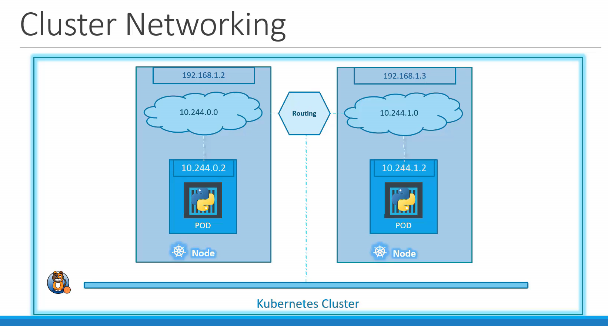 Cluster Networking
192.168.1.2
192.168.1.3
10.244.0.0
Routing
10.244.1.0
10.244.0.2
10.244.1.2
POD
POD
Node
Node
Kubernetes Cluster